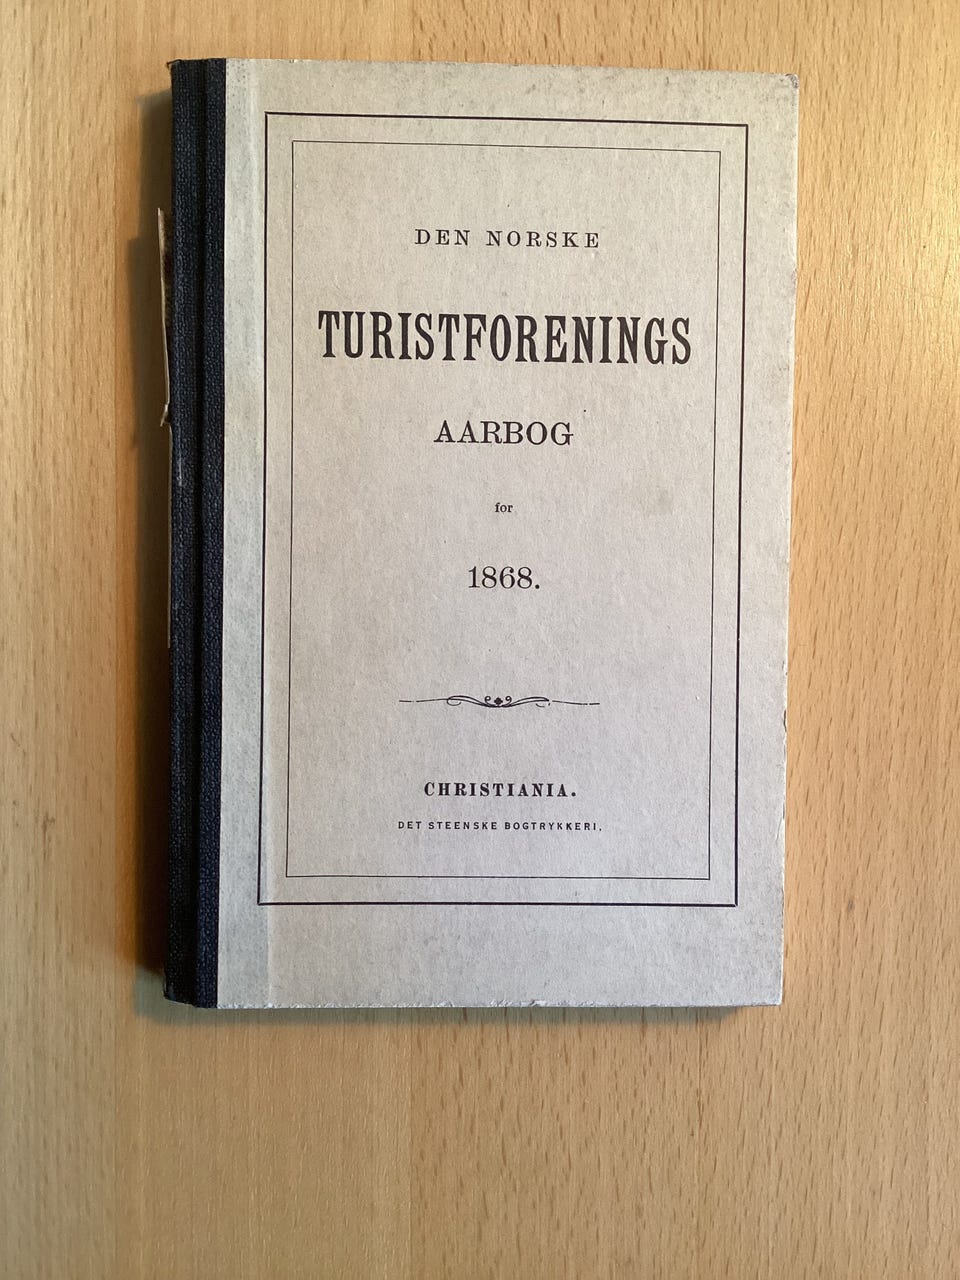 DEN NORSKE
TURISTFORENINGS
AARBOG
for
1868.
CHRISTIANIA.
DET STEENSKE BOGTRYKKERI,